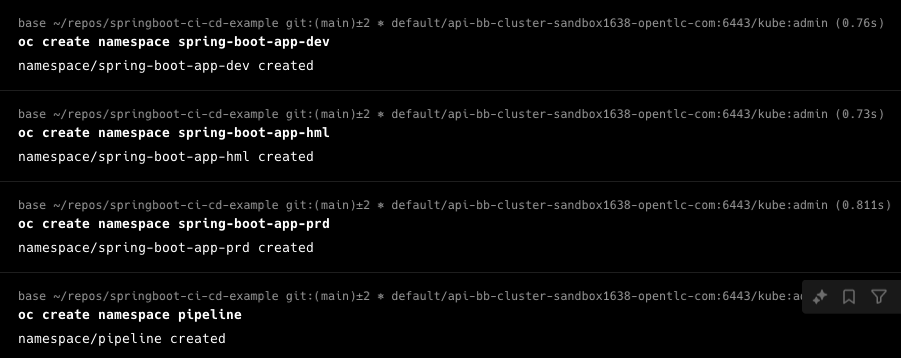 base ~/repos/springboot-ci-cd-example git:(main)±2 ⎈ default/api-bb-cluster-sandbox1638-opentlc-com:6443/kube:admin (0.76s)
oc create namespace spring-boot-app-dev
namespace/spring-boot-app-dev created
base ~/repos/springboot-ci-cd-example git:(main)±2 ⎈ default/api-bb-cluster-sandbox1638-opentlc-com:6443/kube:admin (0.73s)
oc create namespace spring-boot-app-hml
namespace/spring-boot-app-hml created
base ~/repos/springboot-ci-cd-example git:(main)±2 ⎈ default/api-bb-cluster-sandbox1638-opentlc-com:6443/kube:admin (0.811s)
oc create namespace spring-boot-app-prd
namespace/spring-boot-app-prd created
base ~/repos/springboot-ci-cd-example git:(main)±2 ⎈ default/api-bb-cluster-sandbox1638-opentlc-com:6443/kube:
oc create namespace pipeline
namespace/pipeline created